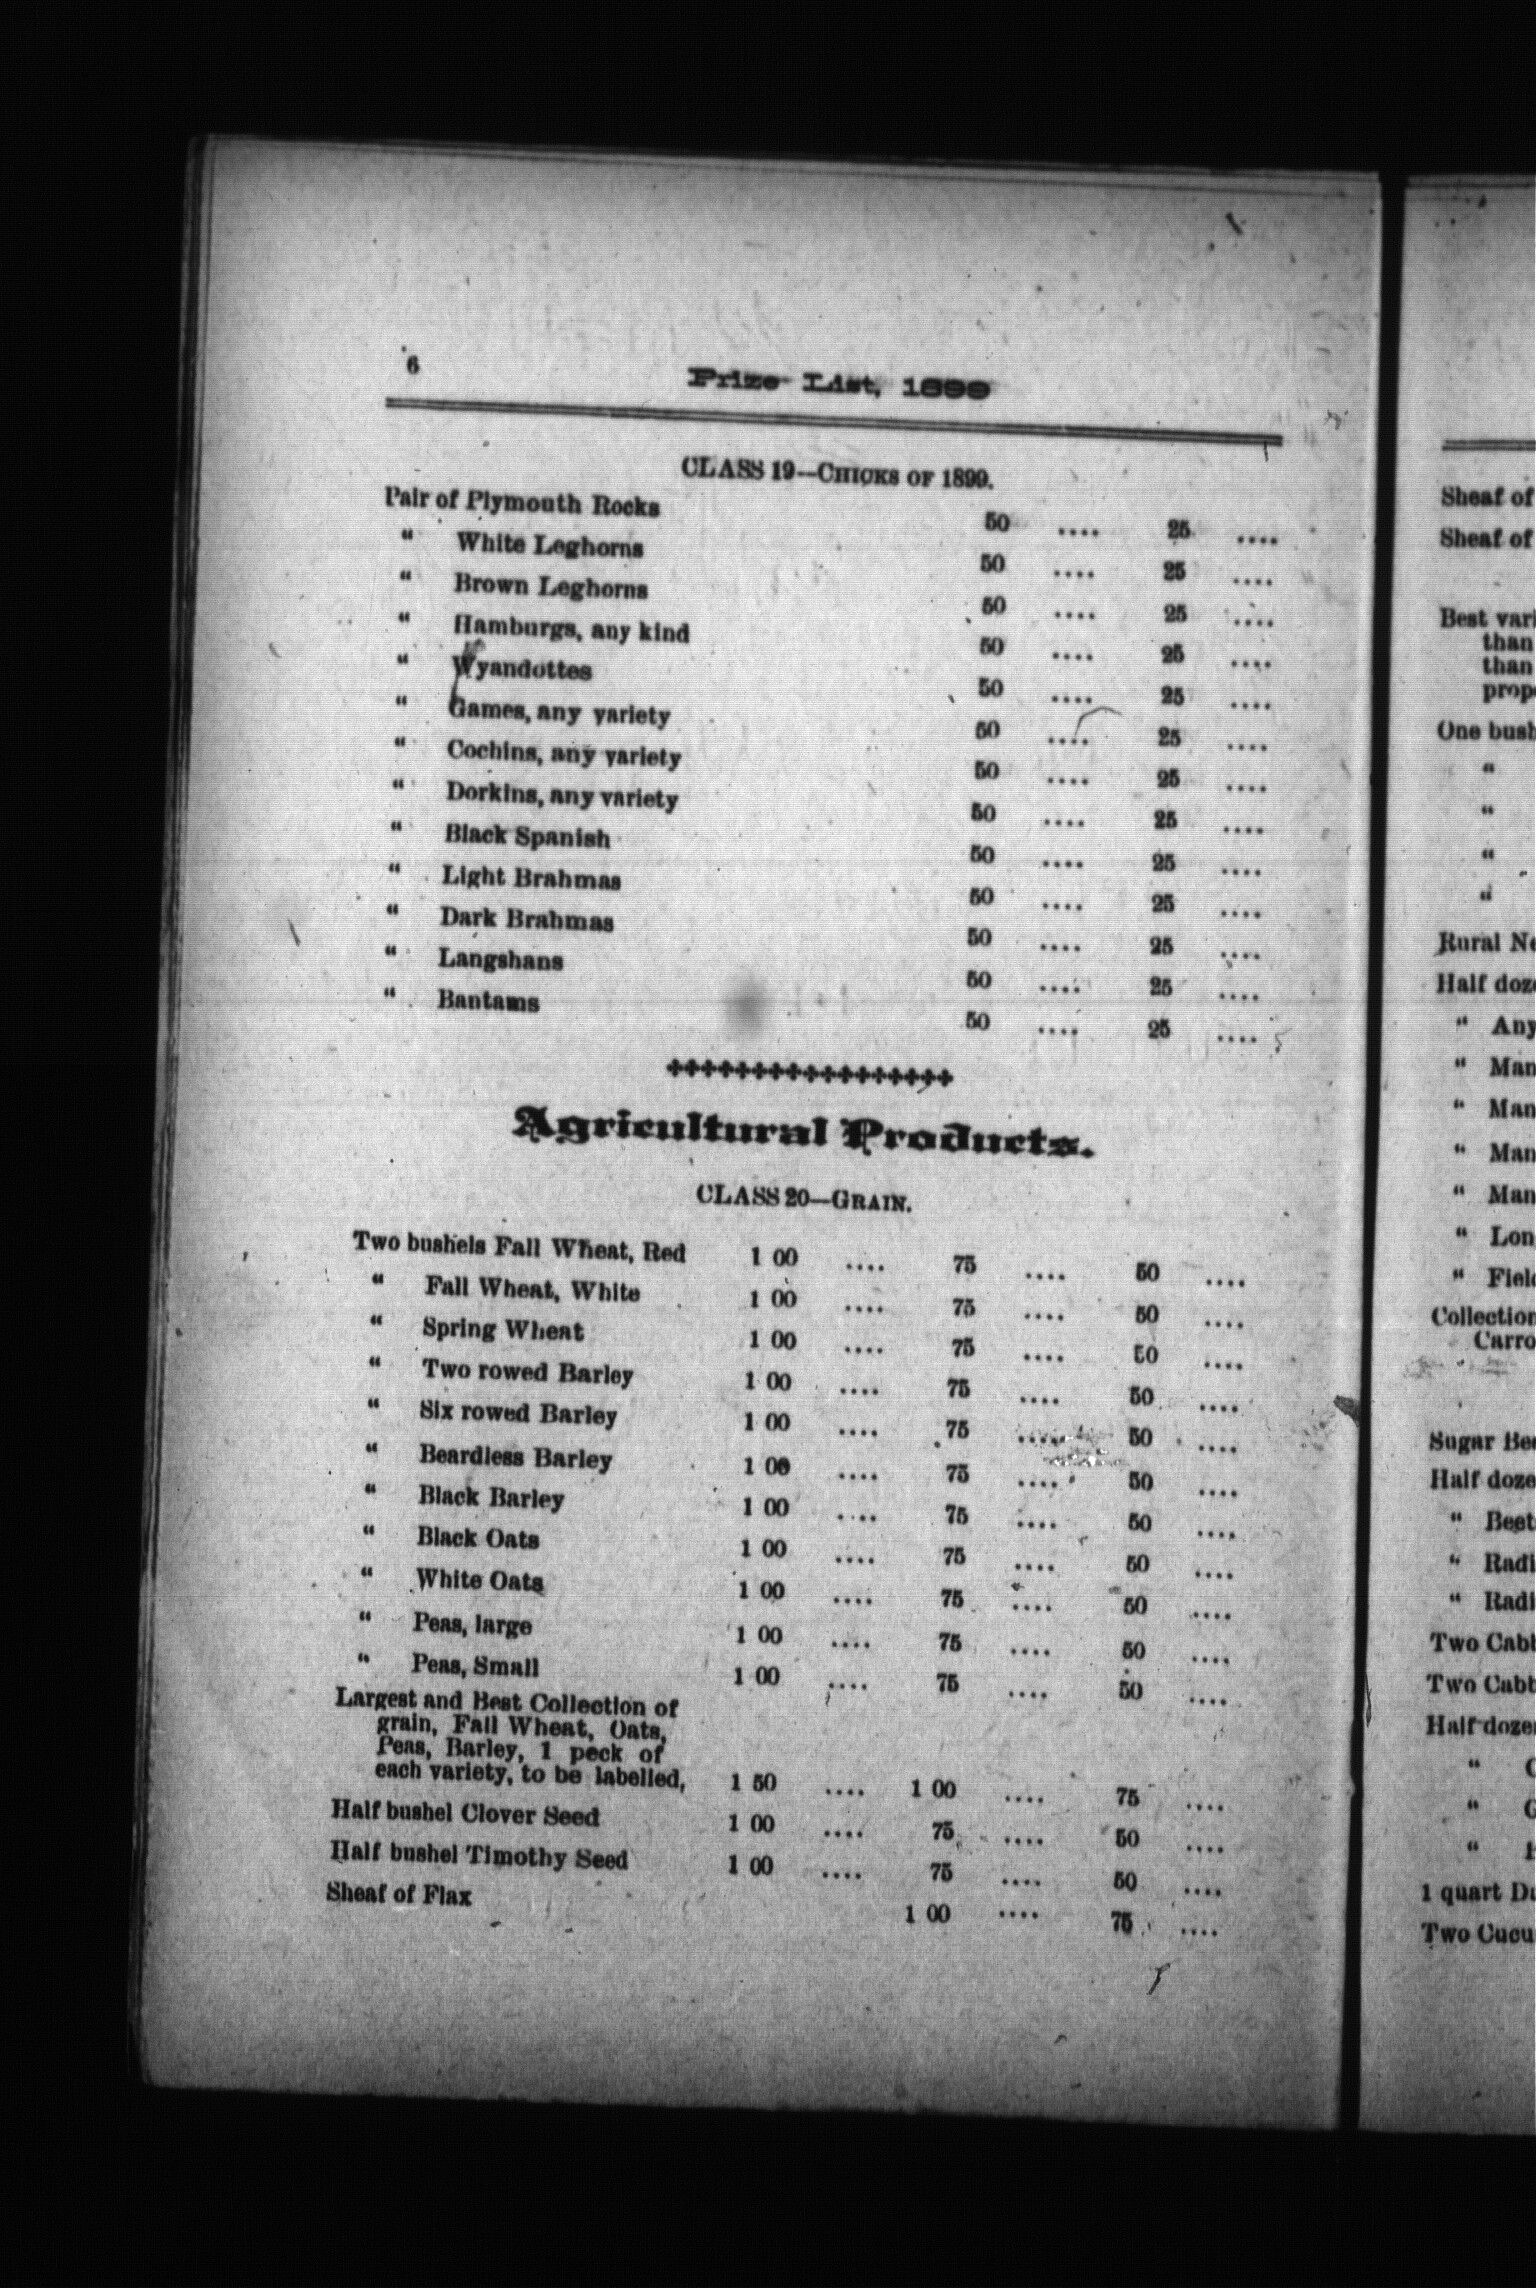 6
Prize List, 1899
CLASS 19—CHICKS OF 1899.
Pair of Plymouth Rocks 50 .... 25 ....
“ White Leghorns 50 .... 25 ....
“ Brown Leghorns 50 .... 25 ....
“ Hamburgs, any kind 50 .... 25 ....
“ Wyandottes 50 .... 25 ....
“ Games, any variety 50 .... 25 ....
“ Cochins, any variety 50 .... 25 ....
“ Dorkins, any variety 50 .... 25 ....
“ Black Spanish 50 .... 25 ....
“ Light Brahmas 50 .... 25 ....
“ Dark Brahmas 50 .... 25 ....
“ Langshans 50 .... 25 ....
“ Bantams 50 .... 25 ....
Agricultural Products.
CLASS 20—GRAIN.
Two bushels Fall Wheat, Red 1 00 .... 75 .... 50 ....
“ Fall Wheat, White 1 00 .... 75 .... 50 ....
“ Spring Wheat 1 00 .... 75 .... 50 ....
“ Two rowed Barley 1 00 .... 75 .... 50 ....
“ Six rowed Barley 1 00 .... 75 .... 50 ....
“ Beardless Barley 1 00 .... 75 .... 50 ....
“ Black Barley 1 00 .... 75 .... 50 ....
“ Black Oats 1 00 .... 75 .... 50 ....
“ White Oats 1 00 .... 75 .... 50 ....
“ Peas, large 1 00 .... 75 .... 50 ....
“ Peas, Small 1 00 .... 75 .... 50 ....
Largest and Best Collection of
grain, Fall Wheat, Oats,
Peas, Barley, 1 peck of
each variety, to be labelled, 1 50 .... 1 00 .... 75 ....
Half bushel Clover Seed 1 00 .... 75 .... 50 ....
Half bushel Timothy Seed 1 00 .... 75 .... 50 ....
Sheaf of Flax 1 00 .... 75 ....
Sheaf of
Sheaf of
Best
than
than
One
“
“
“
“
Rural
Half
“ Any
“
“
“
“
“
“
Collection
Sugar
Half
“
“
“
Two
Two
Half
“
“
“
1 quart
Two